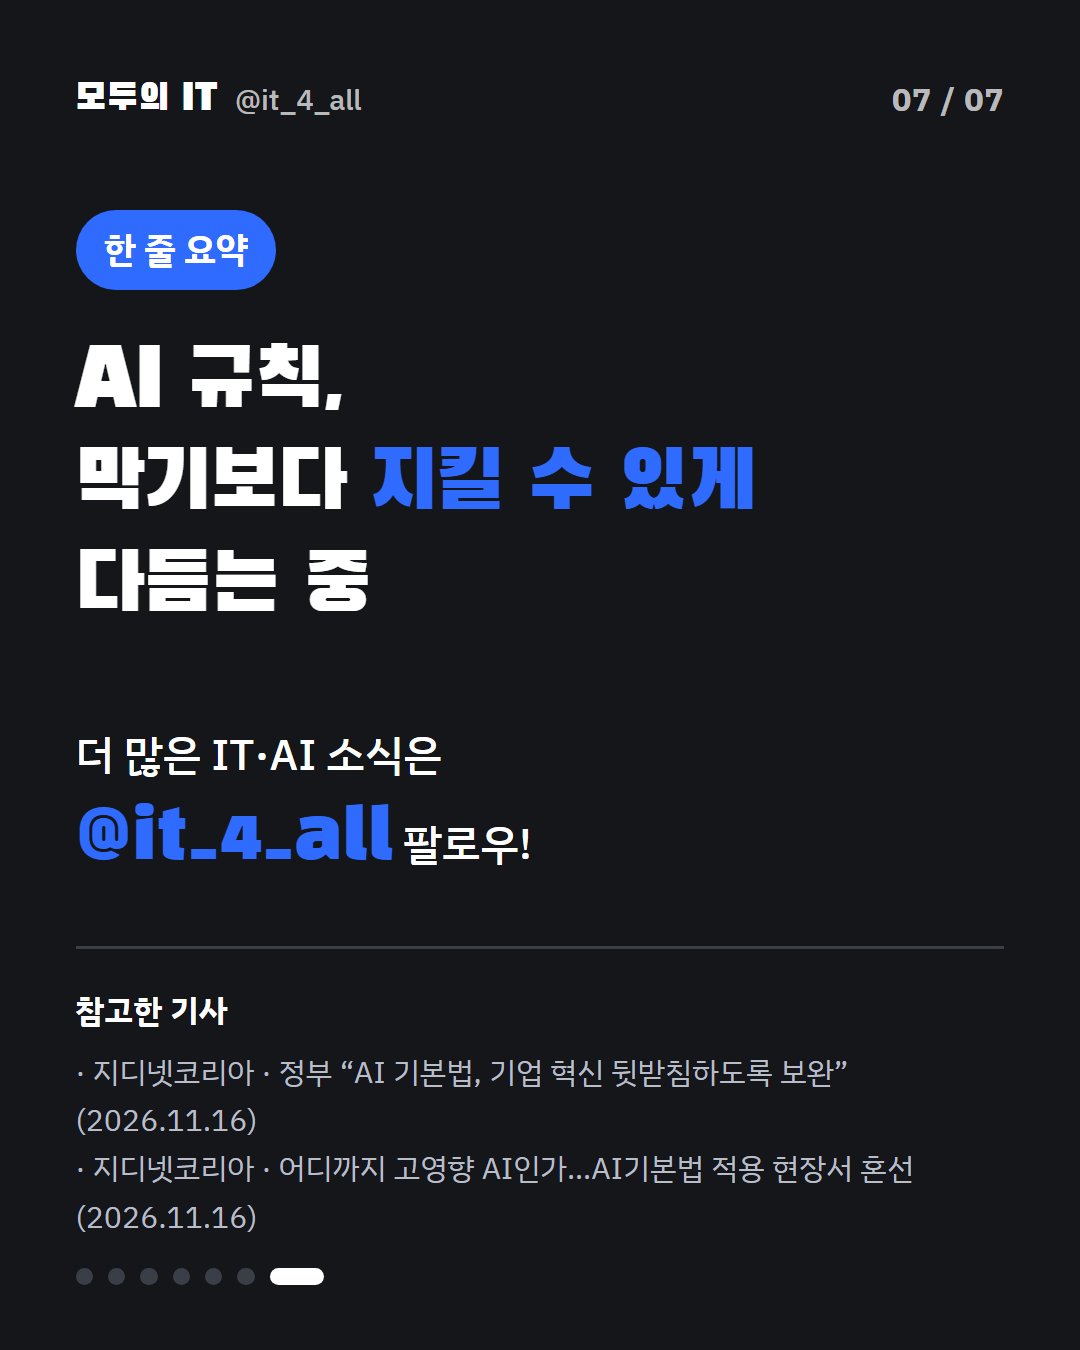 모두의 IT @it_4_all
07 / 07
한 줄 요약
AI 규칙,
막기보다 지킬 수 있게
다듬는 중
더 많은 IT·AI 소식은
@it_4_all 팔로우!
참고한 기사
· 지디넷코리아 · 정부 “AI 기본법, 기업 혁신 뒷받침하도록 보완”
(2026.11.16)
· 지디넷코리아 · 어디까지 고영향 AI인가…AI기본법 적용 현장서 혼선
(2026.11.16)